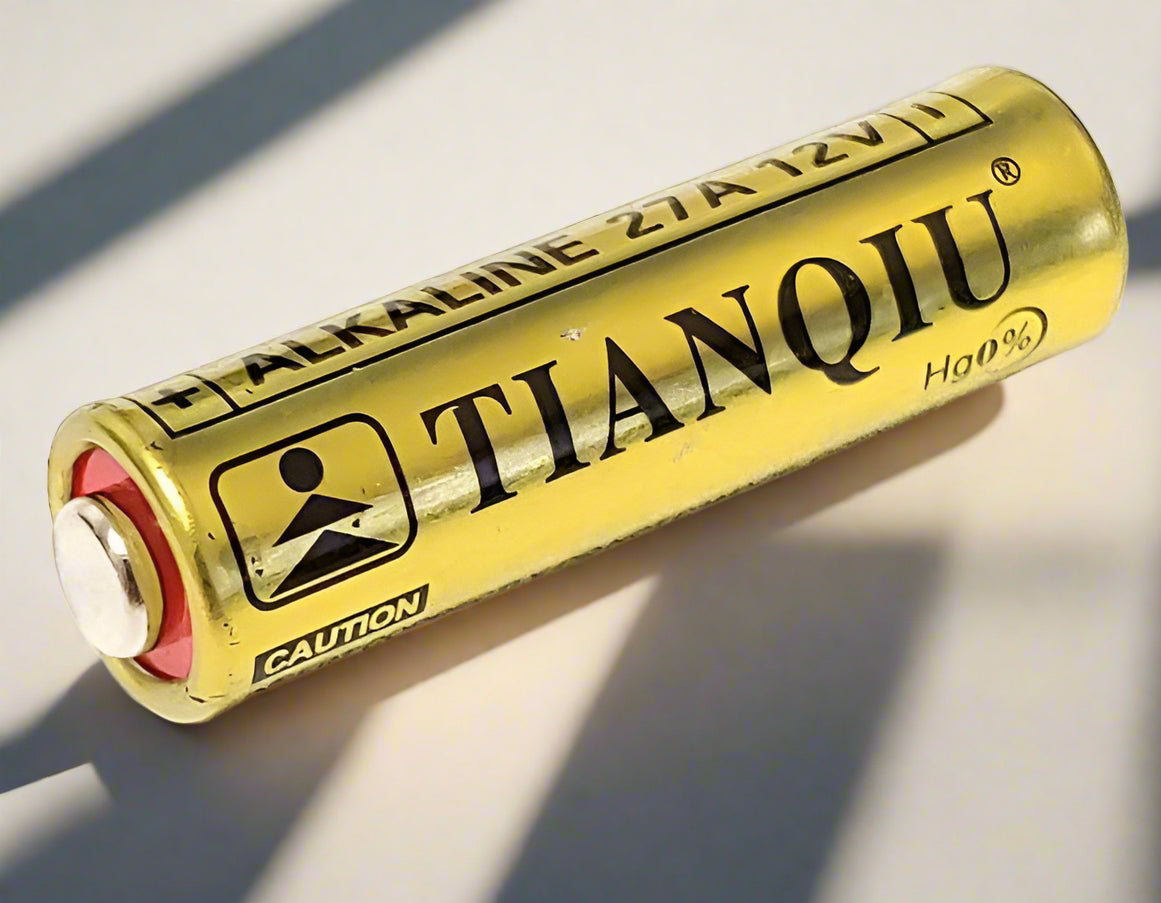 + ALKALINE 27A 12V -
TIANQIU®
Hg0%
CAUTION